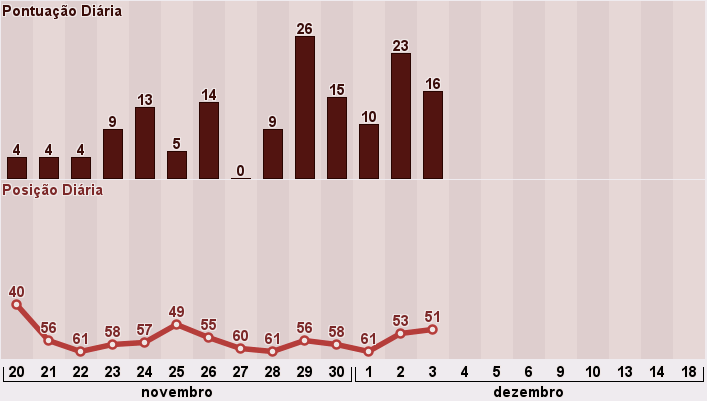 Pontuação Diária
4 4 4 9 13 5 14 0 9 26 15 10 23 16
Posição Diária
40 56 61 58 57 49 55 60 61 56 58 61 53 51
20 21 22 23 24 25 26 27 28 29 30 1 2 3 4 5 6 9 10 13 14 18
novembro dezembro